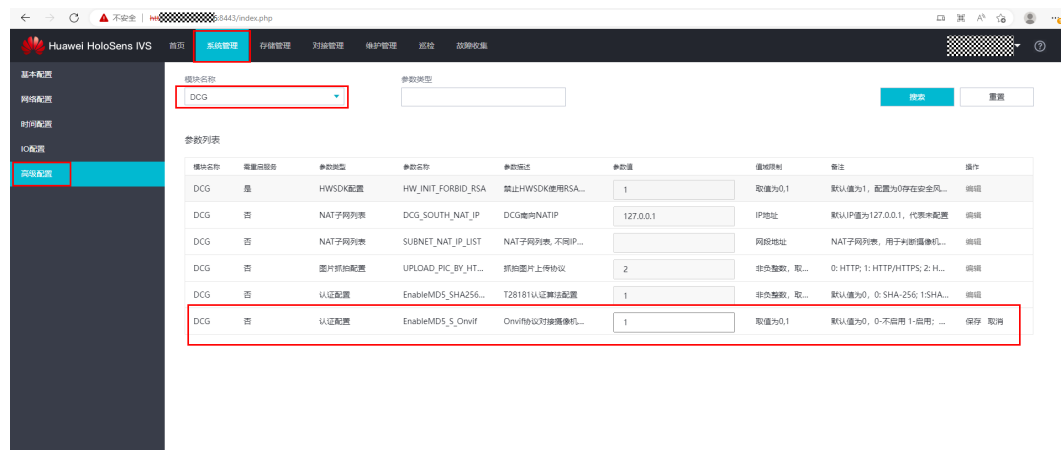 不安全 :8443/index.php
Huawei HoloSens IVS 首页 系统管理 存储管理 对接管理 维护管理 巡检 故障收集
基本配置
网络配置
时间配置
IO配置
高级配置
模块名称 参数类型
DCG
搜索 重置
参数列表
模块名称 需重启服务 参数类型 参数名称 参数描述 参数值 值域限制 备注 操作
DCG 是 HWSDK配置 HW_INIT_FORBID_RSA 禁止HWSDK使用RSA... 1 取值为0,1 默认值为1，配置为0存在安全风... 编辑
DCG 否 NAT子网列表 DCG_SOUTH_NAT_IP DCG南向NATIP 127.0.0.1 IP地址 默认IP值为127.0.0.1，代表未配置 编辑
DCG 否 NAT子网列表 SUBNET_NAT_IP_LIST NAT子网列表, 不同IP... 网段地址 NAT子网列表，用于判断摄像机... 编辑
DCG 否 图片抓拍配置 UPLOAD_PIC_BY_HT... 抓拍图片上传协议 2 非负整数，取... 0: HTTP; 1: HTTP/HTTPS; 2: H... 编辑
DCG 否 认证配置 EnableMD5_SHA256... T28181认证算法配置 1 非负整数，取... 默认值为0，0: SHA-256; 1:SHA... 编辑
DCG 否 认证配置 EnableMD5_S_Onvif Onvif协议对接摄像机... 1 取值为0,1 默认值为0，0-不启用 1-启用; ... 保存 取消